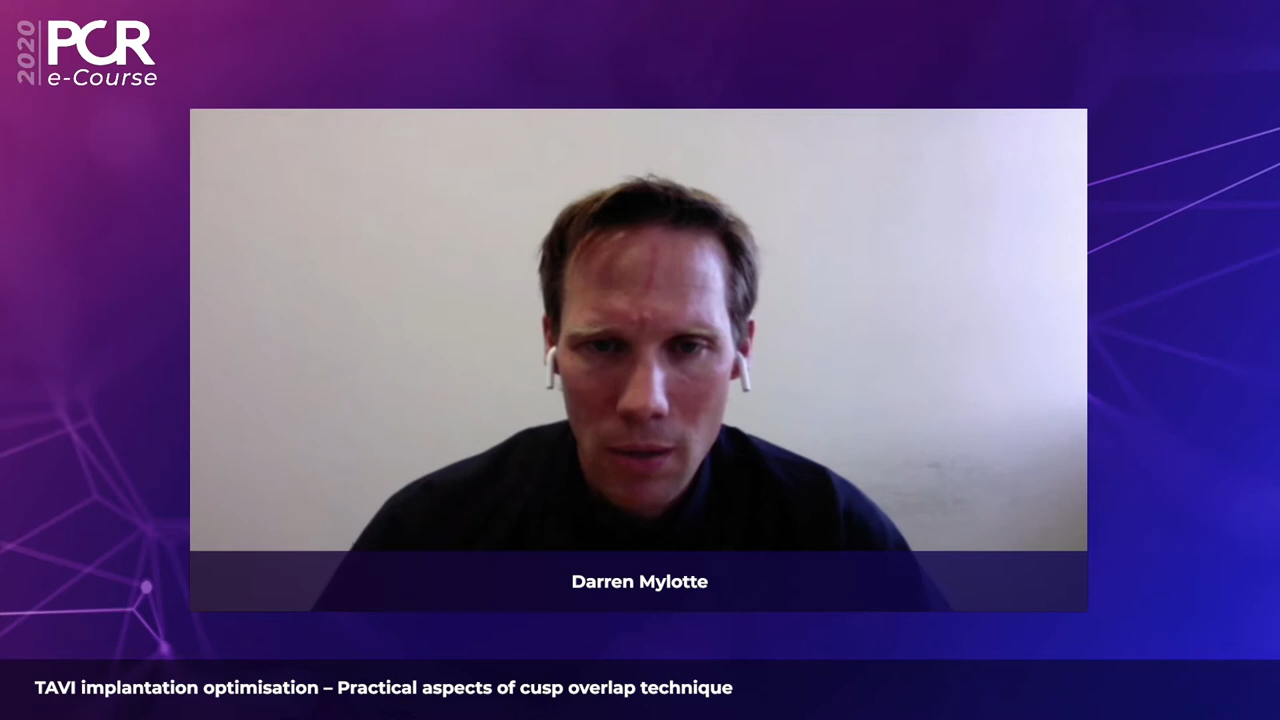 2020
PCR
e-Course
Darren Mylotte
TAVI implantation optimisation – Practical aspects of cusp overlap technique